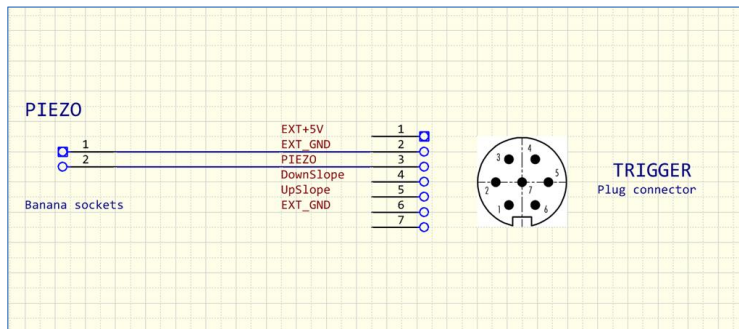 PIEZO
1
2
Banana sockets
EXT+5V 1
EXT_GND 2
PIEZO 3
DownSlope 4
UpSlope 5
EXT_GND 6
7
3 4
2 7 5
1 6
TRIGGER
Plug connector